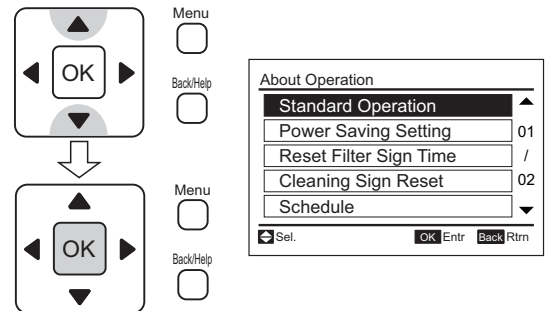 Menu
OK
Back/Help
Menu
OK
Back/Help
About Operation
Standard Operation
Power Saving Setting
01
Reset Filter Sign Time
/
Cleaning Sign Reset
02
Schedule
Sel. OK Entr Back Rtrn